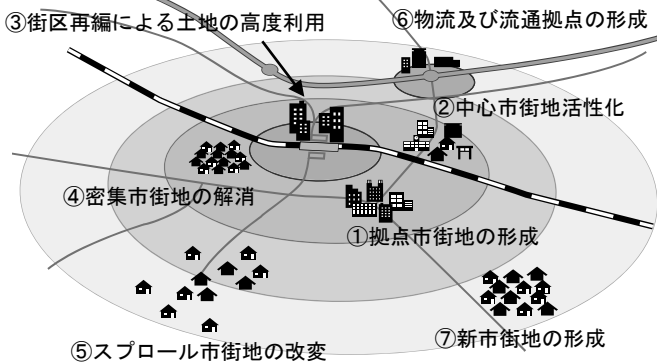 ③街区再編による土地の高度利用
⑥物流及び流通拠点の形成
②中心市街地活性化
④密集市街地の解消
①拠点市街地の形成
⑤スプロール市街地の改変
⑦新市街地の形成